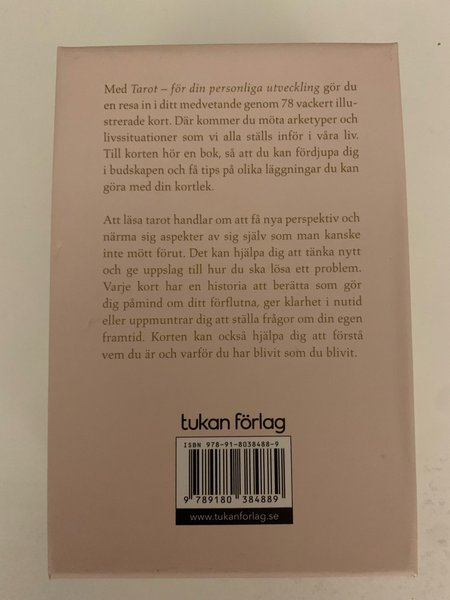 Med Tarot – för din personliga utveckling gör du
en resa in i ditt medvetande genom 78 vackert illu-
strerade kort. Där kommer du möta arketyper och
livssituationer som vi alla ställs inför i våra liv.
Till korten hör en bok, så att du kan fördjupa dig
i budskapen och få tips på olika läggningar du kan
göra med din kortlek.
Att läsa tarot handlar om att få nya perspektiv och
närma sig aspekter av sig själv som man kanske
inte mött förut. Det kan hjälpa dig att tänka nytt
och ge uppslag till hur du ska lösa ett problem.
Varje kort har en historia att berätta som gör
dig påmind om ditt förflutna, ger klarhet i nutid
eller uppmuntrar dig att ställa frågor om din egen
framtid. Korten kan också hjälpa dig att förstå
vem du är och varför du har blivit som du blivit.
tukan förlag
ISBN 978-91-8038488-9
9 789180 384889
www.tukanforlag.se